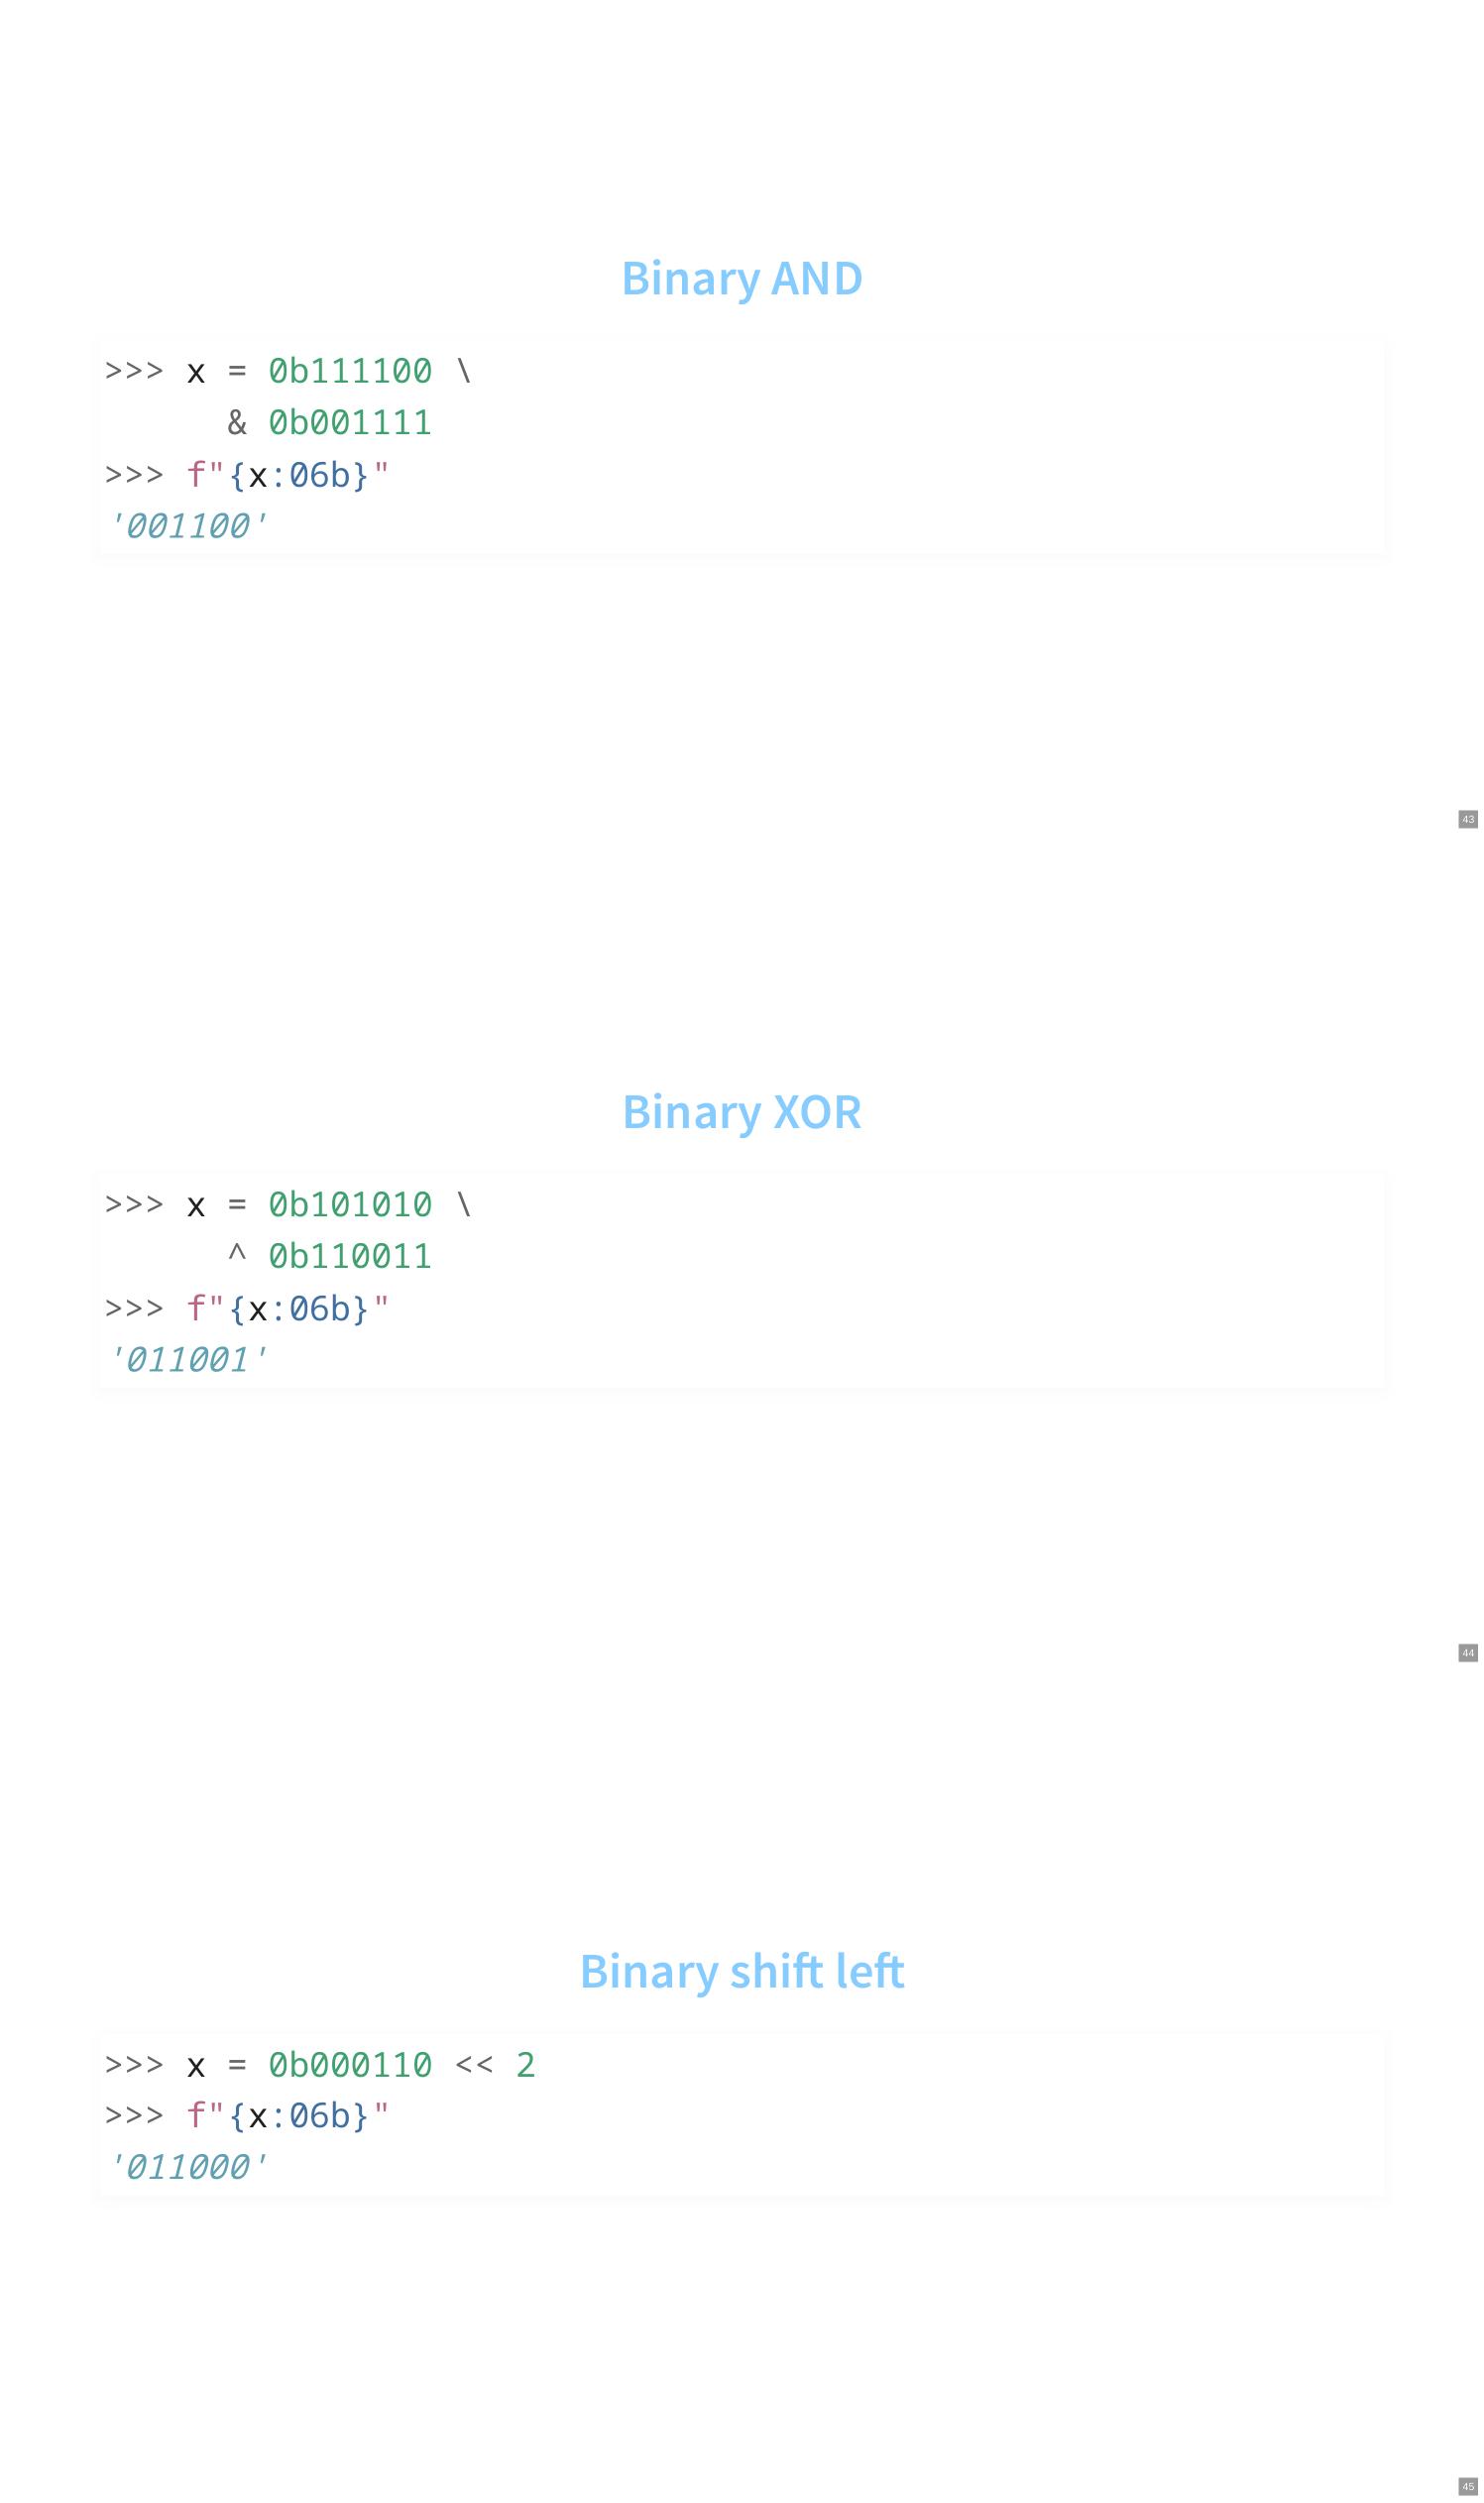 Binary AND
>>> x = 0b111100 \
      & 0b001111
>>> f"{x:06b}"
'001100'
43
Binary XOR
>>> x = 0b101010 \
      ^ 0b110011
>>> f"{x:06b}"
'011001'
44
Binary shift left
>>> x = 0b000110 << 2
>>> f"{x:06b}"
'011000'
45